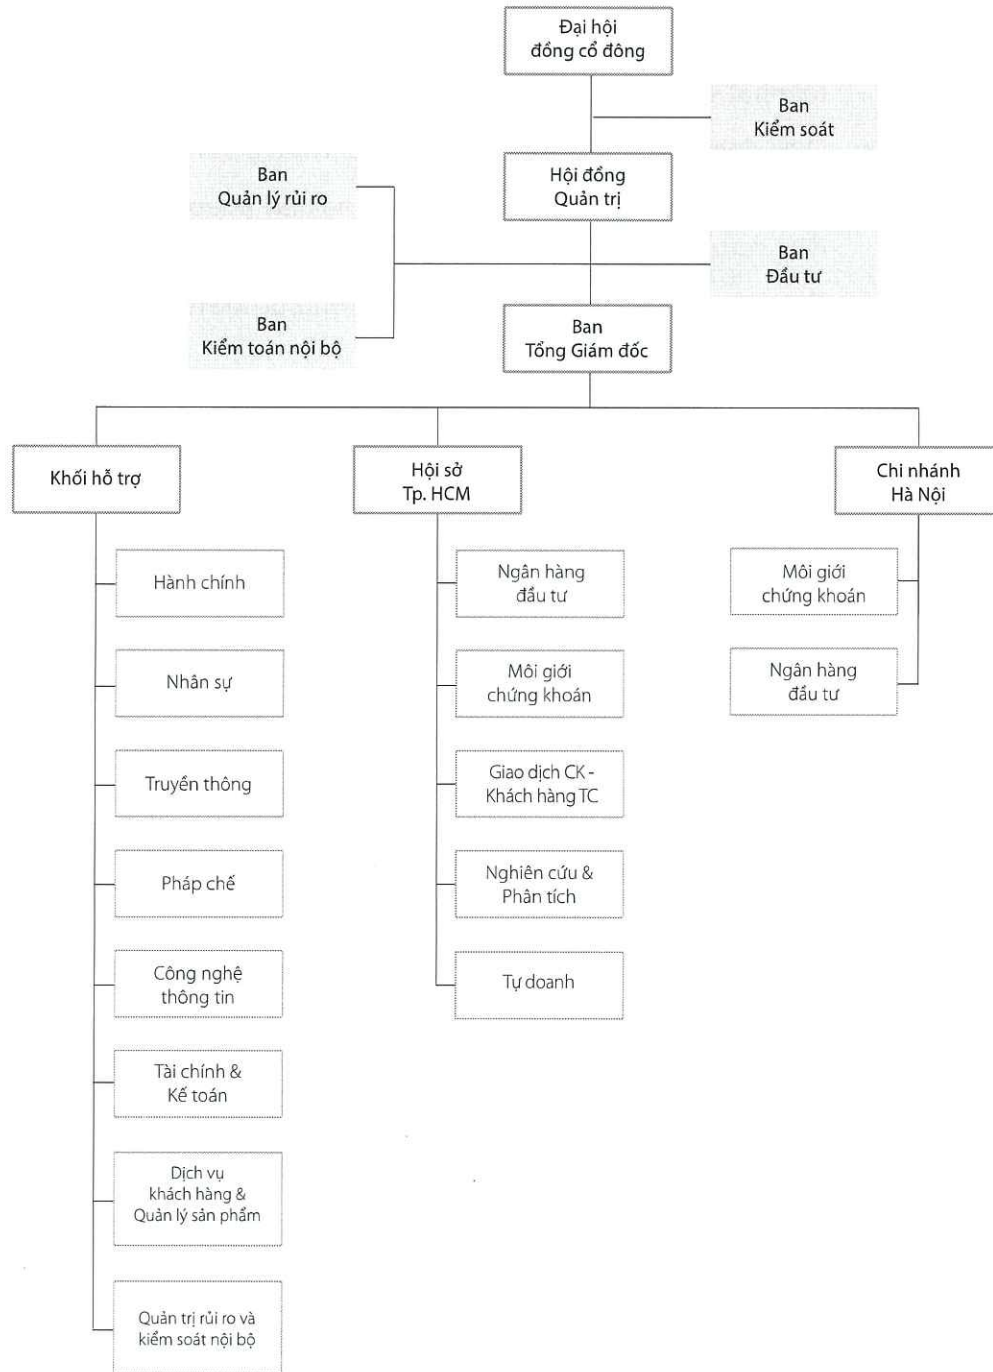 Đại hội
đồng cổ đông
Ban
Kiểm soát
Ban
Quản lý rủi ro
Hội đồng
Quản trị
Ban
Đầu tư
Ban
Kiểm toán nội bộ
Ban
Tổng Giám đốc
Khối hỗ trợ
Hội sở
Tp. HCM
Chi nhánh
Hà Nội
Hành chính
Nhân sự
Truyền thông
Pháp chế
Công nghệ
thông tin
Tài chính &
Kế toán
Dịch vụ
khách hàng &
Quản lý sản phẩm
Quản trị rủi ro và
kiểm soát nội bộ
Ngân hàng
đầu tư
Môi giới
chứng khoán
Giao dịch CK -
Khách hàng TC
Nghiên cứu &
Phân tích
Tự doanh
Môi giới
chứng khoán
Ngân hàng
đầu tư